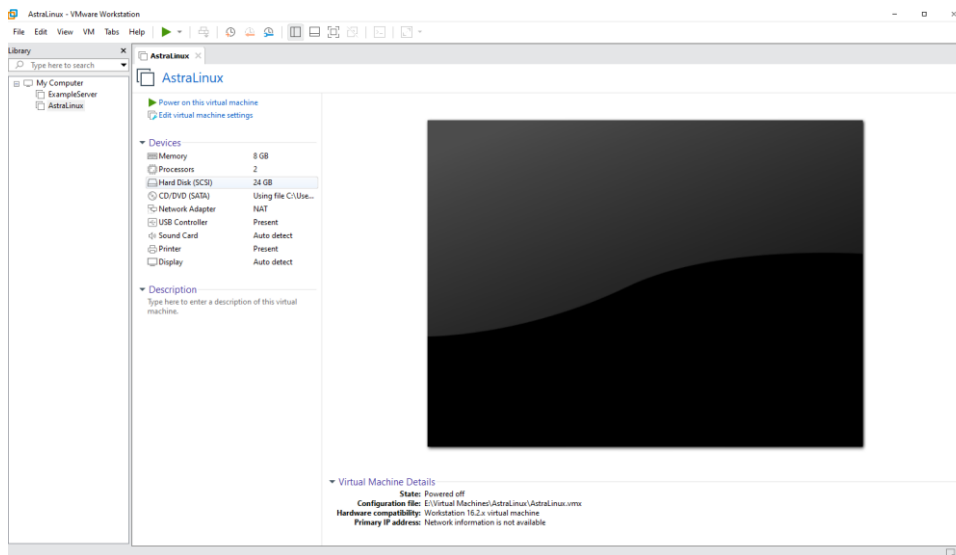 AstraLinux - VMware Workstation
File Edit View VM Tabs Help
Library
Type here to search
My Computer
ExampleServer
AstraLinux
AstraLinux
AstraLinux
Power on this virtual machine
Edit virtual machine settings
Devices
Memory 8 GB
Processors 2
Hard Disk (SCSI) 24 GB
CD/DVD (SATA) Using file C:\Use...
Network Adapter NAT
USB Controller Present
Sound Card Auto detect
Printer Present
Display Auto detect
Description
Type here to enter a description of this virtual
machine.
Virtual Machine Details
State: Powered off
Configuration file: E:\Virtual Machines\AstraLinux\AstraLinux.vmx
Hardware compatibility: Workstation 16.2.x virtual machine
Primary IP address: Network information is not available